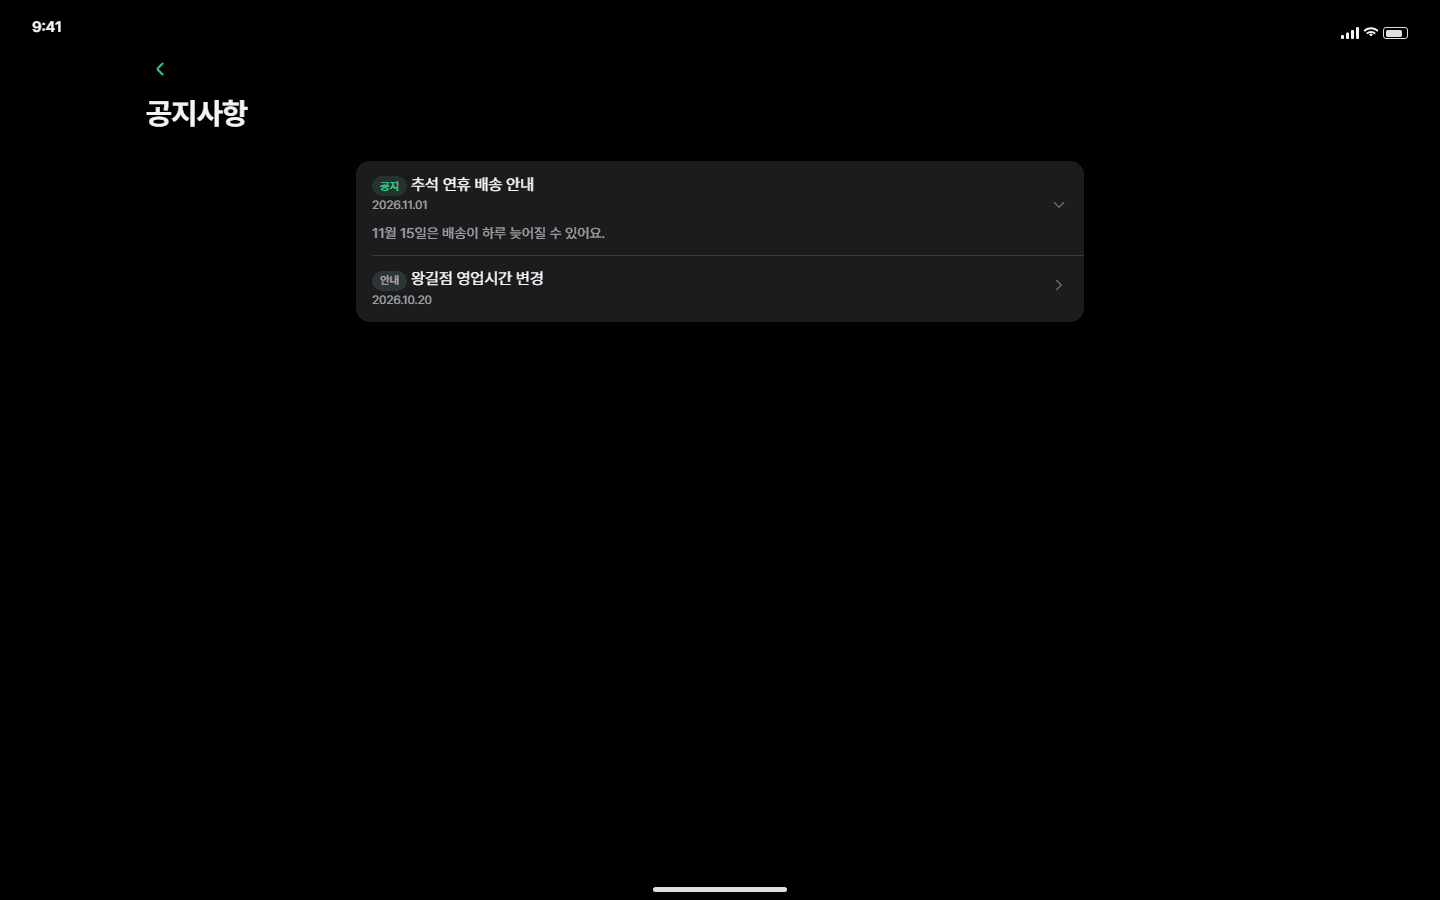 9:41
공지사항
공지 추석 연휴 배송 안내
2026.11.01
11월 15일은 배송이 하루 늦어질 수 있어요.
안내 왕길점 영업시간 변경
2026.10.20